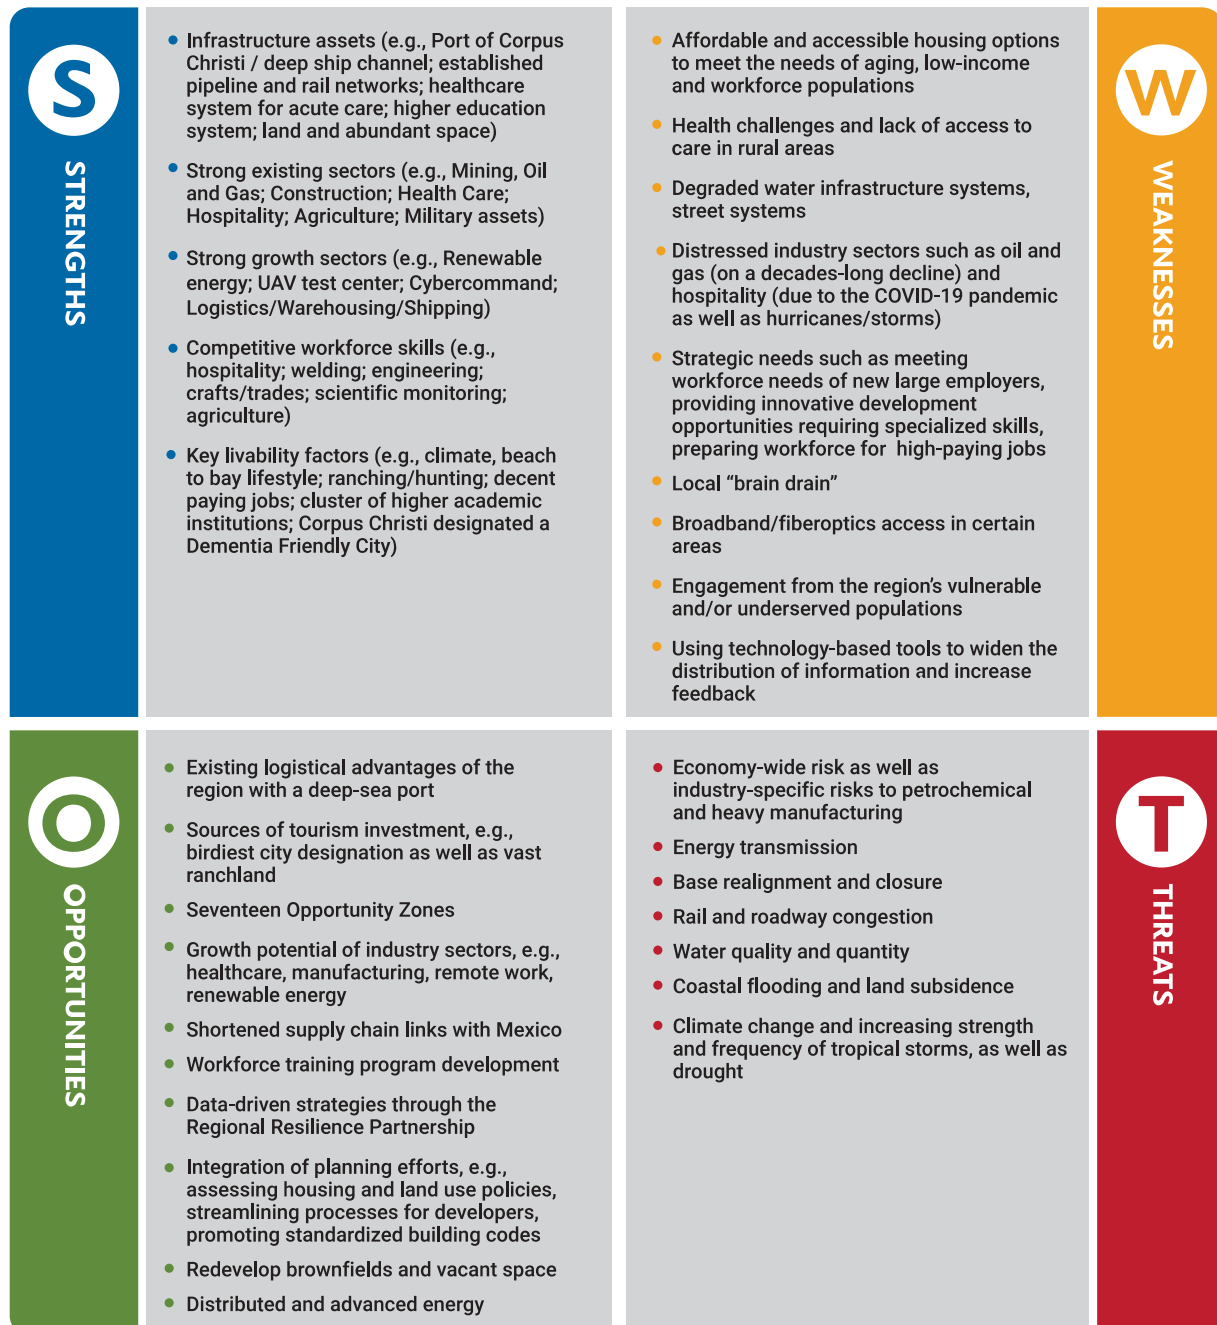 S
STRENGTHS
• Infrastructure assets (e.g., Port of Corpus
Christi / deep ship channel; established
pipeline and rail networks; healthcare
system for acute care; higher education
system; land and abundant space)
• Strong existing sectors (e.g., Mining, Oil
and Gas; Construction; Health Care;
Hospitality; Agriculture; Military assets)
• Strong growth sectors (e.g., Renewable
energy; UAV test center; Cybercommand;
Logistics/Warehousing/Shipping)
• Competitive workforce skills (e.g.,
hospitality; welding; engineering;
crafts/trades; scientific monitoring;
agriculture)
• Key livability factors (e.g., climate, beach
to bay lifestyle; ranching/hunting; decent
paying jobs; cluster of higher academic
institutions; Corpus Christi designated a
Dementia Friendly City)
W
WEAKNESSES
• Affordable and accessible housing options
to meet the needs of aging, low-income
and workforce populations
• Health challenges and lack of access to
care in rural areas
• Degraded water infrastructure systems,
street systems
• Distressed industry sectors such as oil and
gas (on a decades-long decline) and
hospitality (due to the COVID-19 pandemic
as well as hurricanes/storms)
• Strategic needs such as meeting
workforce needs of new large employers,
providing innovative development
opportunities requiring specialized skills,
preparing workforce for high-paying jobs
• Local “brain drain”
• Broadband/fiberoptics access in certain
areas
• Engagement from the region’s vulnerable
and/or underserved populations
• Using technology-based tools to widen the
distribution of information and increase
feedback
O
OPPORTUNITIES
• Existing logistical advantages of the
region with a deep-sea port
• Sources of tourism investment, e.g.,
birdiest city designation as well as vast
ranchland
• Seventeen Opportunity Zones
• Growth potential of industry sectors, e.g.,
healthcare, manufacturing, remote work,
renewable energy
• Shortened supply chain links with Mexico
• Workforce training program development
• Data-driven strategies through the
Regional Resilience Partnership
• Integration of planning efforts, e.g.,
assessing housing and land use policies,
streamlining processes for developers,
promoting standardized building codes
• Redevelop brownfields and vacant space
• Distributed and advanced energy
T
THREATS
• Economy-wide risk as well as
industry-specific risks to petrochemical
and heavy manufacturing
• Energy transmission
• Base realignment and closure
• Rail and roadway congestion
• Water quality and quantity
• Coastal flooding and land subsidence
• Climate change and increasing strength
and frequency of tropical storms, as well as
drought